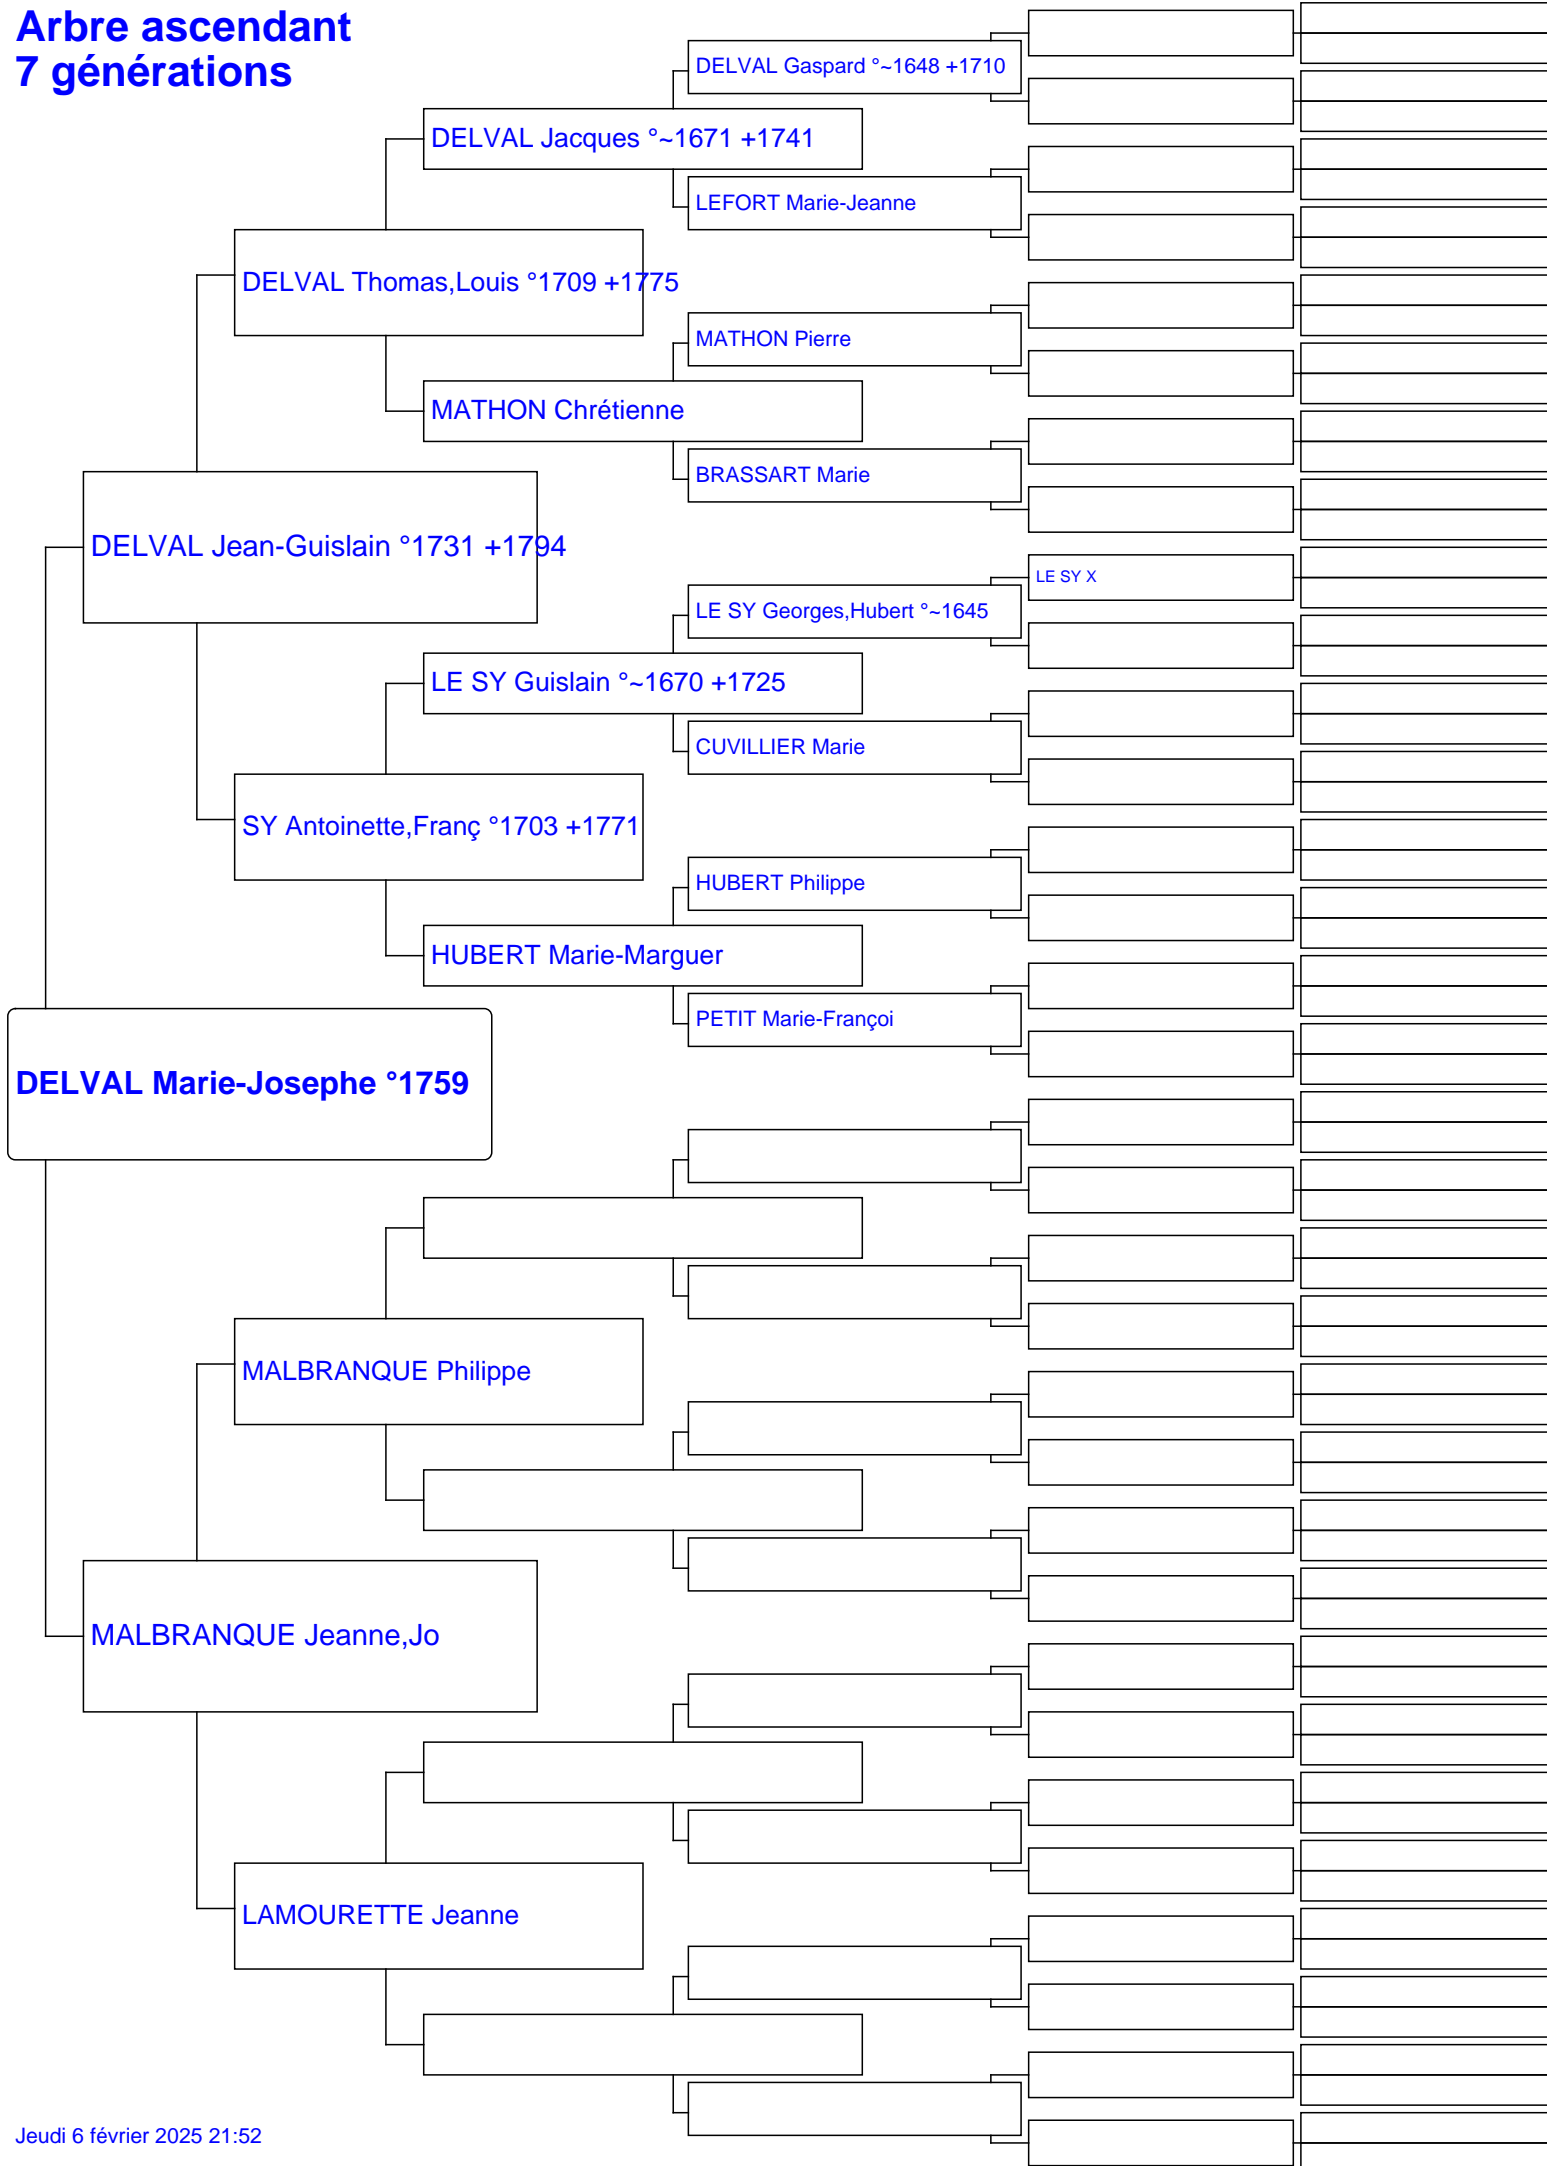 Arbre ascendant
7 générations
DELVAL Gaspard °~1648 +1710
DELVAL Jacques °~1671 +1741
LEFORT Marie-Jeanne
DELVAL Thomas,Louis °1709 +1775
MATHON Pierre
MATHON Chrétienne
BRASSART Marie
DELVAL Jean-Guislain °1731 +1794
LE SY X
LE SY Georges,Hubert °~1645
LE SY Guislain °~1670 +1725
CUVILLIER Marie
SY Antoinette,Franç °1703 +1771
HUBERT Philippe
HUBERT Marie-Marguer
PETIT Marie-Françoi
DELVAL Marie-Josephe °1759
MALBRANQUE Philippe
MALBRANQUE Jeanne,Jo
LAMOURETTE Jeanne
Jeudi 6 février 2025 21:52